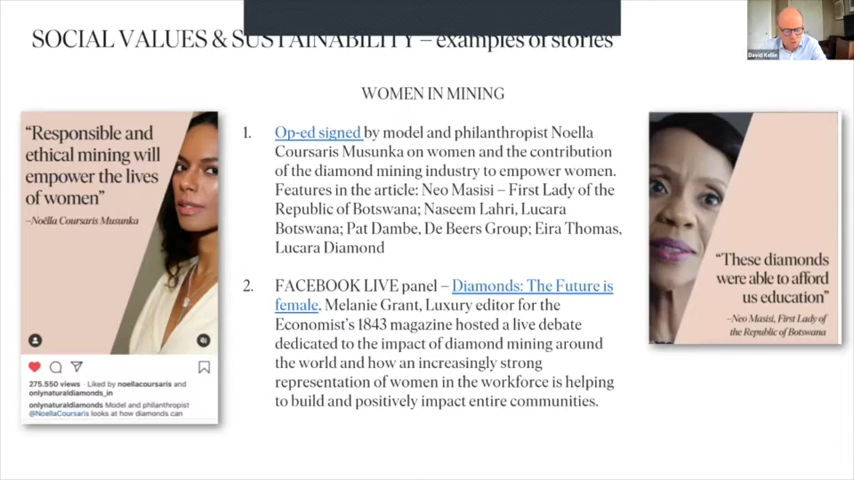 SOCIAL VALUES & SUSTAINABILITY – examples of stories
David Kellie
WOMEN IN MINING
“Responsible and
ethical mining will
empower the lives
of women”
–Noëlla Coursaris Musunka
275.550 views · Liked by noellacoursaris and
onlynaturaldiamonds_in
onlynaturaldiamonds Model and philanthropist
@NoellaCoursaris looks at how diamonds can
1. Op-ed signed by model and philanthropist Noella
Coursaris Musunka on women and the contribution
of the diamond mining industry to empower women.
Features in the article: Neo Masisi – First Lady of the
Republic of Botswana; Naseem Lahri, Lucara
Botswana; Pat Dambe, De Beers Group; Eira Thomas,
Lucara Diamond
2. FACEBOOK LIVE panel – Diamonds: The Future is
female. Melanie Grant, Luxury editor for the
Economist’s 1843 magazine hosted a live debate
dedicated to the impact of diamond mining around
the world and how an increasingly strong
representation of women in the workforce is helping
to build and positively impact entire communities.
“These diamonds
were able to afford
us education”
–Neo Masisi, First Lady of
the Republic of Botswana